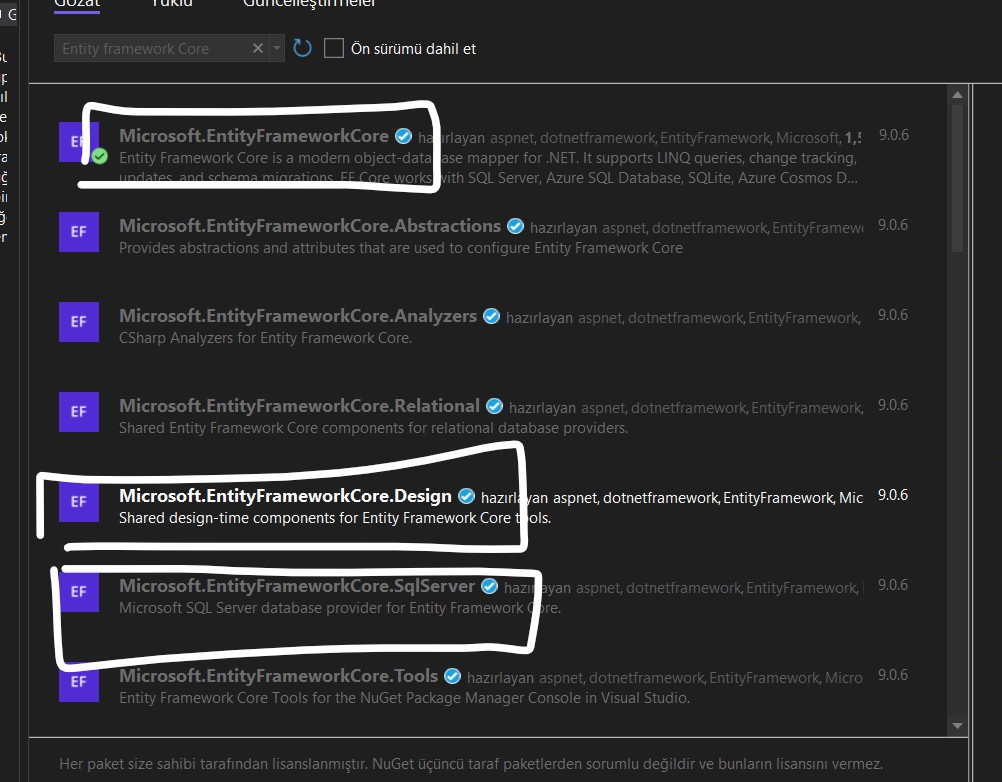 Gözat Yüklü Güncelleştirmeler
Entity framework Core Ön sürümü dahil et
EF Microsoft.EntityFrameworkCore hazırlayan aspnet, dotnetframework, EntityFramework, Microsoft, 1,5 9.0.6
Entity Framework Core is a modern object-database mapper for .NET. It supports LINQ queries, change tracking,
updates, and schema migrations. EF Core works with SQL Server, Azure SQL Database, SQLite, Azure Cosmos D...
EF Microsoft.EntityFrameworkCore.Abstractions hazırlayan aspnet, dotnetframework, EntityFramew 9.0.6
Provides abstractions and attributes that are used to configure Entity Framework Core
EF Microsoft.EntityFrameworkCore.Analyzers hazırlayan aspnet, dotnetframework, EntityFramework, 9.0.6
CSharp Analyzers for Entity Framework Core.
EF Microsoft.EntityFrameworkCore.Relational hazırlayan aspnet, dotnetframework, EntityFramework, 9.0.6
Shared Entity Framework Core components for relational database providers.
EF Microsoft.EntityFrameworkCore.Design hazırlayan aspnet, dotnetframework, EntityFramework, Mic 9.0.6
Shared design-time components for Entity Framework Core tools.
EF Microsoft.EntityFrameworkCore.SqlServer hazırlayan aspnet, dotnetframework, EntityFramework, 9.0.6
Microsoft SQL Server database provider for Entity Framework Core.
EF Microsoft.EntityFrameworkCore.Tools hazırlayan aspnet, dotnetframework, EntityFramework, Micro 9.0.6
Entity Framework Core Tools for the NuGet Package Manager Console in Visual Studio.
Her paket size sahibi tarafından lisanslanmıştır. NuGet üçüncü taraf paketlerden sorumlu değildir ve bunların lisansını vermez.